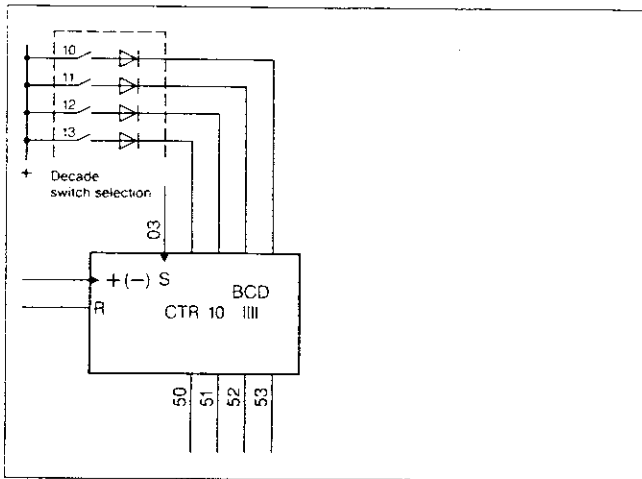 10
11
12
13
+ Decade
switch selection
03
+(−) S
BCD
R
CTR 10 IIII
50
51
52
53